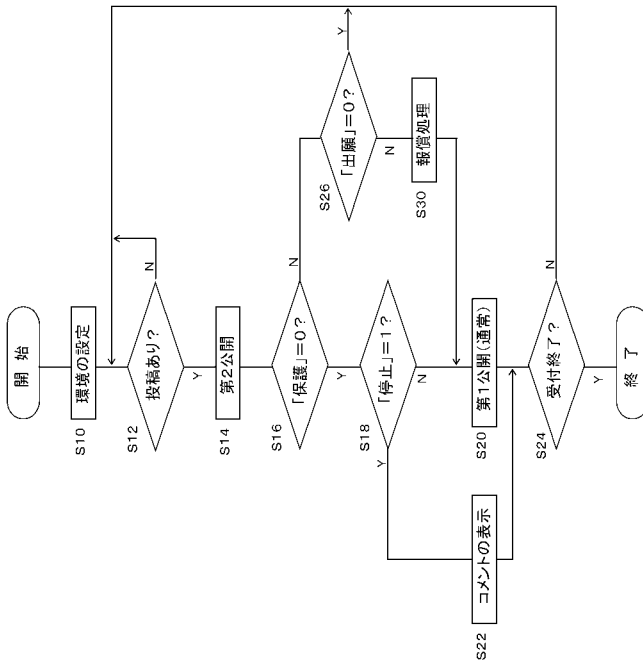 開 始
環境の設定
S10
投稿あり?
S12
N
Y
第2公開
S14
「保護」=0?
S16
N
Y
「出願」=0?
S26
Y
N
報償処理
S30
「停止」=1?
S18
Y
N
第1公開(通常)
S20
コメントの表示
S22
受付終了?
S24
N
Y
終 了